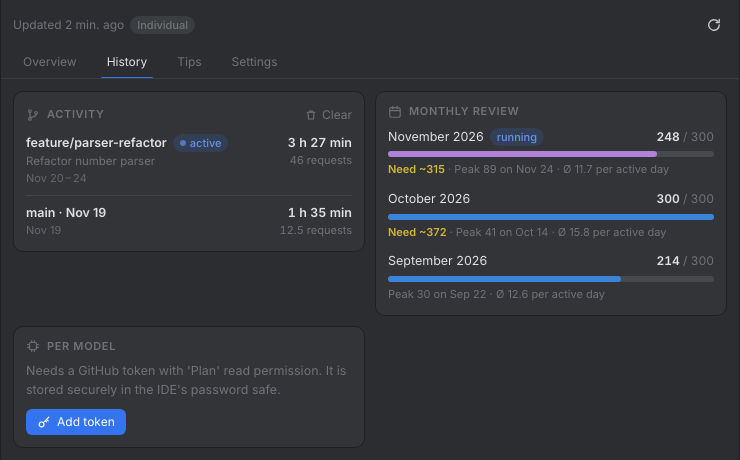 Updated 2 min. ago Individual
Overview History Tips Settings
ACTIVITY Clear
feature/parser-refactor active 3 h 27 min
Refactor number parser 46 requests
Nov 20 – 24
main · Nov 19 1 h 35 min
Nov 19 12.5 requests
MONTHLY REVIEW
November 2026 running 248 / 300
Need ~315 · Peak 89 on Nov 24 · Ø 11.7 per active day
October 2026 300 / 300
Need ~372 · Peak 41 on Oct 14 · Ø 15.8 per active day
September 2026 214 / 300
Peak 30 on Sep 22 · Ø 12.6 per active day
PER MODEL
Needs a GitHub token with 'Plan' read permission. It is
stored securely in the IDE's password safe.
Add token